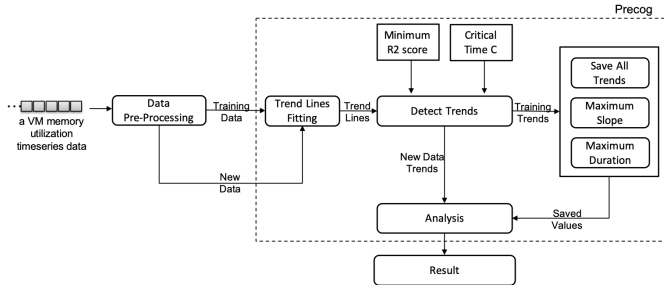 Precog
Minimum
R2 score
Critical
Time C
Save All
Trends
Maximum
Slope
Maximum
Duration
a VM memory
utilization
timeseries data
Data
Pre-Processing
Training
Data
Trend Lines
Fitting
Trend
Lines
Detect Trends
Training
Trends
New
Data
New Data
Trends
Analysis
Saved
Values
Result